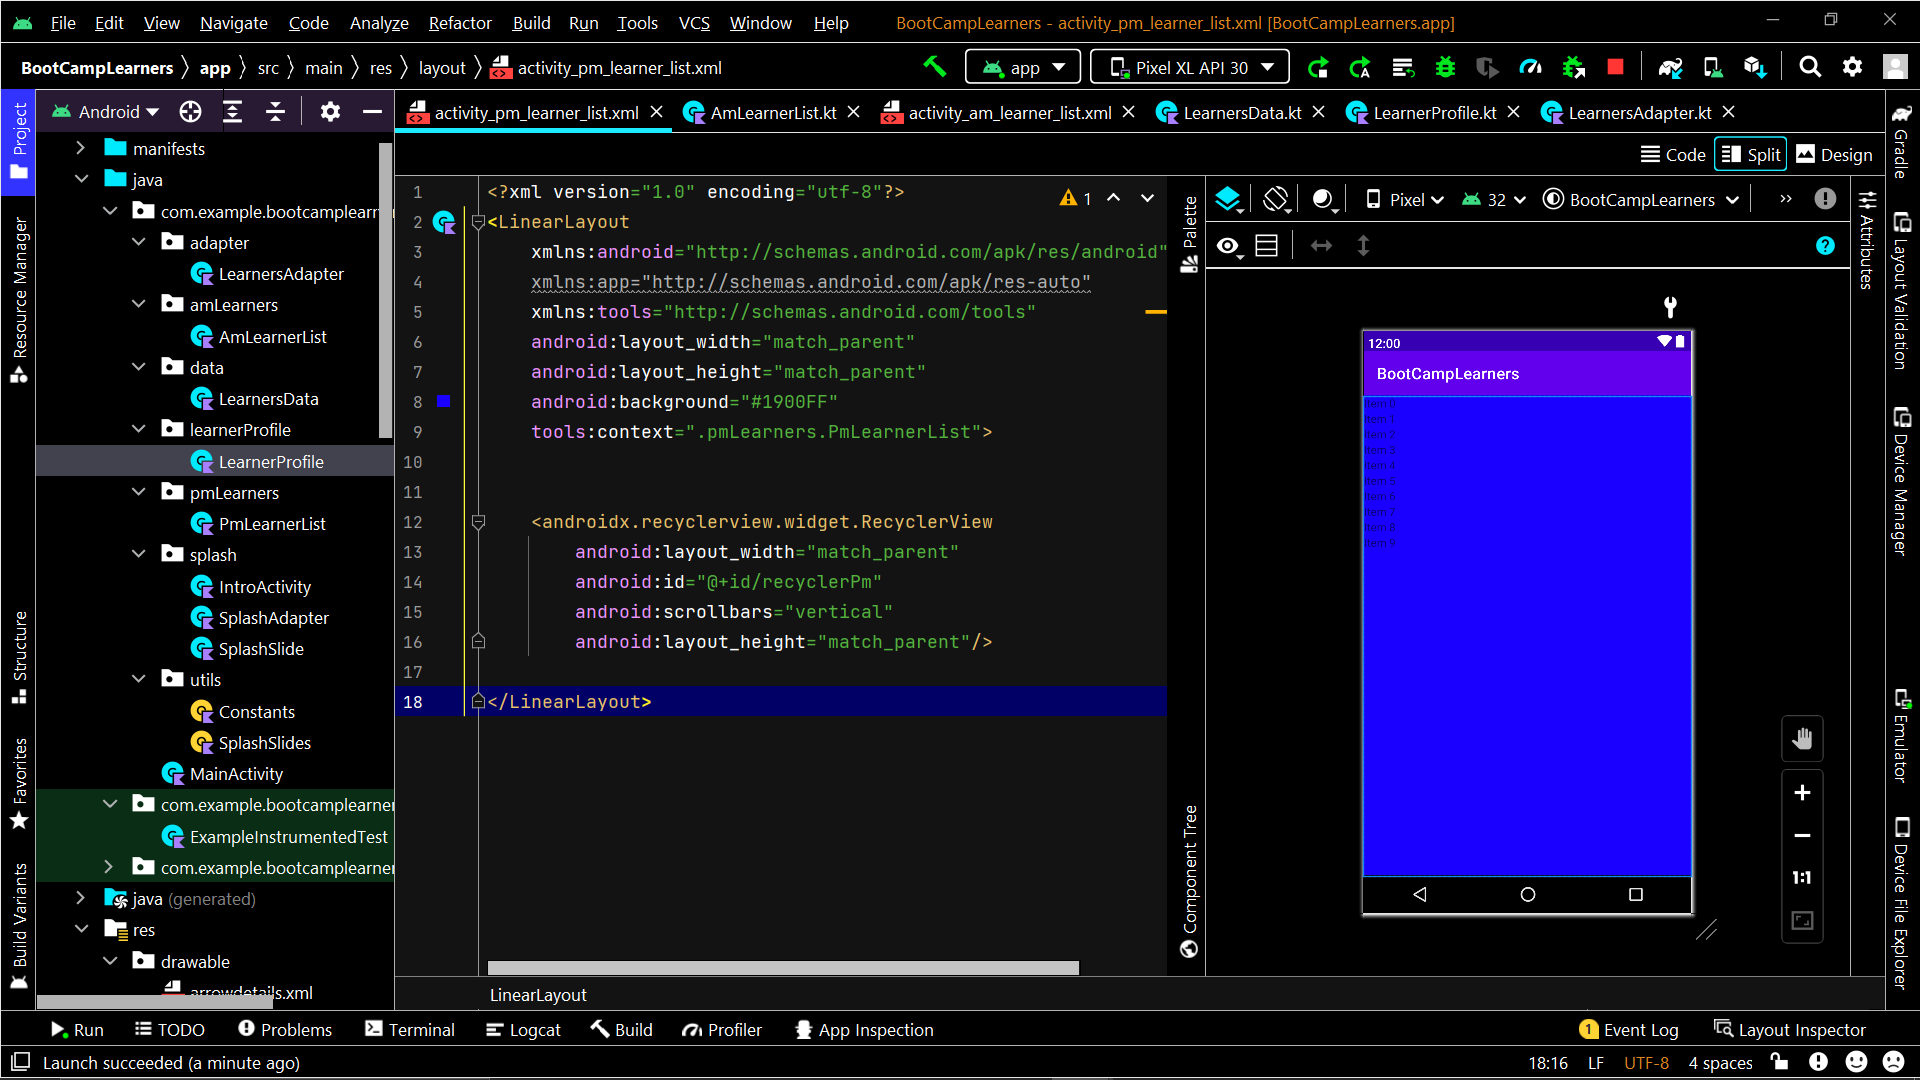 File Edit View Navigate Code Analyze Refactor Build Run Tools VCS Window Help BootCampLearners - activity_pm_learner_list.xml [BootCampLearners.app]
BootCampLearners app src main res layout activity_pm_learner_list.xml app Pixel XL API 30
Android activity_pm_learner_list.xml AmLearnerList.kt activity_am_learner_list.xml LearnersData.kt LearnerProfile.kt LearnersAdapter.kt
Code Split Design
Project
Resource Manager
Structure
Favorites
Build Variants
manifests
java
com.example.bootcamplearn
adapter
LearnersAdapter
amLearners
AmLearnerList
data
LearnersData
learnerProfile
LearnerProfile
pmLearners
PmLearnerList
splash
IntroActivity
SplashAdapter
SplashSlide
utils
Constants
SplashSlides
MainActivity
com.example.bootcamplearner
ExampleInstrumentedTest
com.example.bootcamplearner
java (generated)
res
drawable
arrowdetails.xml
1 <?xml version="1.0" encoding="utf-8"?>
2 <LinearLayout
3 xmlns:android="http://schemas.android.com/apk/res/android"
4 xmlns:app="http://schemas.android.com/apk/res-auto"
5 xmlns:tools="http://schemas.android.com/tools"
6 android:layout_width="match_parent"
7 android:layout_height="match_parent"
8 android:background="#1900FF"
9 tools:context=".pmLearners.PmLearnerList">
10
11
12 <androidx.recyclerview.widget.RecyclerView
13 android:layout_width="match_parent"
14 android:id="@+id/recyclerPm"
15 android:scrollbars="vertical"
16 android:layout_height="match_parent"/>
17
18 </LinearLayout>
1
LinearLayout
Palette
Component Tree
Pixel 32 BootCampLearners
12:00
BootCampLearners
Item 0
Item 1
Item 2
Item 3
Item 4
Item 5
Item 6
Item 7
Item 8
Item 9
1:1
Attributes
Gradle
Layout Validation
Device Manager
Emulator
Device File Explorer
Run TODO Problems Terminal Logcat Build Profiler App Inspection 1 Event Log Layout Inspector
Launch succeeded (a minute ago) 18:16 LF UTF-8 4 spaces